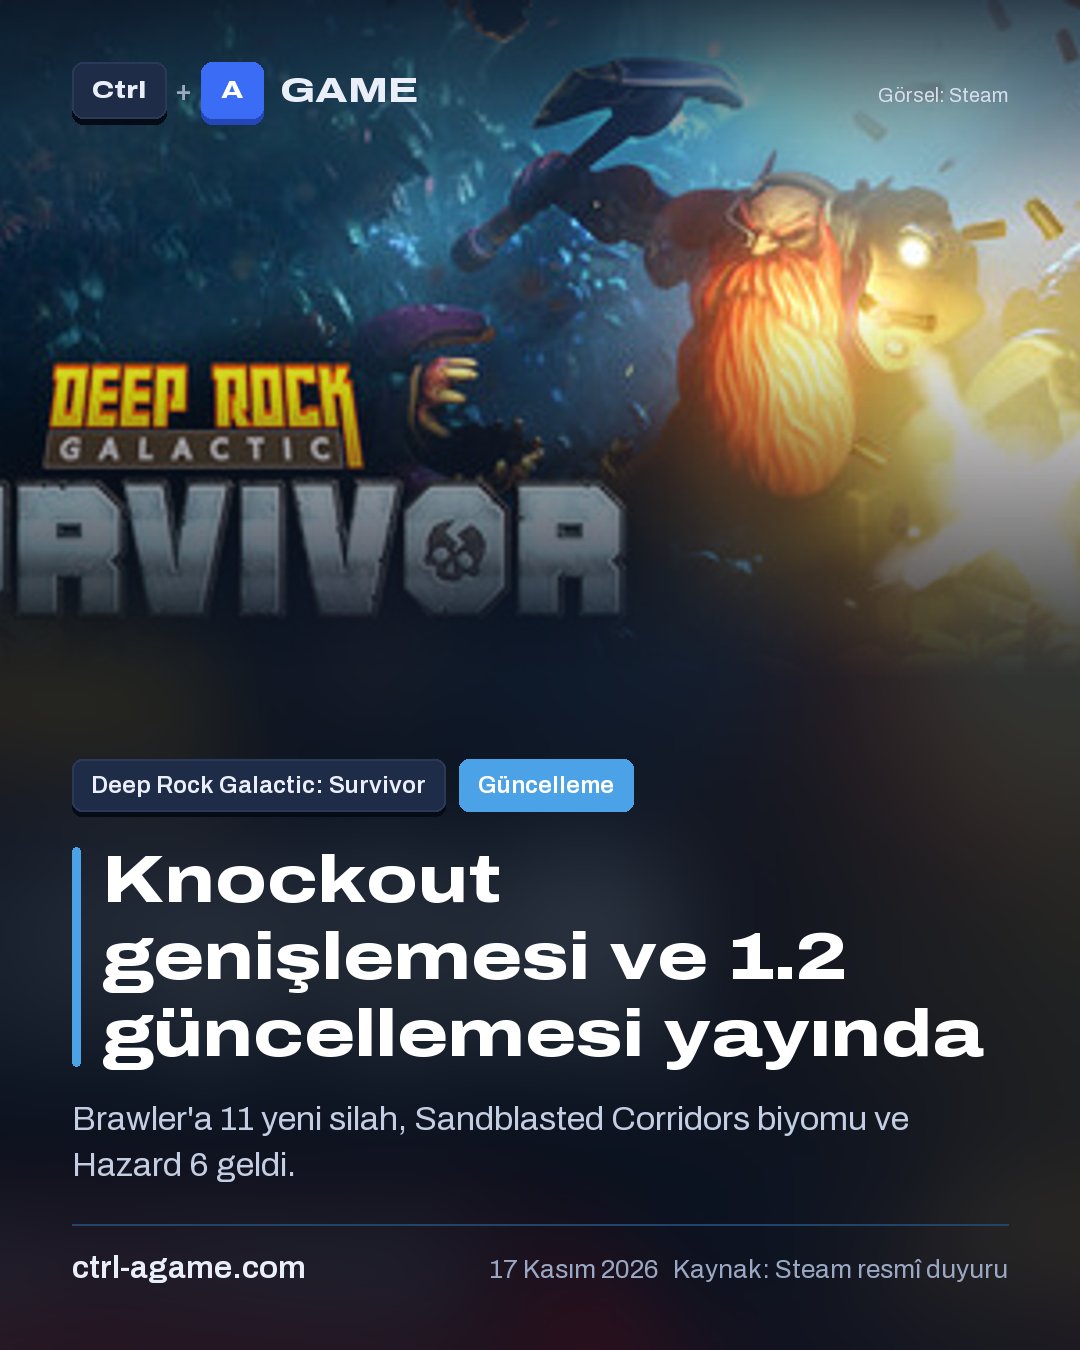 Ctrl + A GAME
Görsel: Steam
DEEP ROCK
GALACTIC
URVIVOR
Deep Rock Galactic: Survivor
Güncelleme
Knockout
genişlemesi ve 1.2
güncellemesi yayında
Brawler'a 11 yeni silah, Sandblasted Corridors biyomu ve
Hazard 6 geldi.
ctrl-agame.com
17 Kasım 2026 Kaynak: Steam resmî duyuru